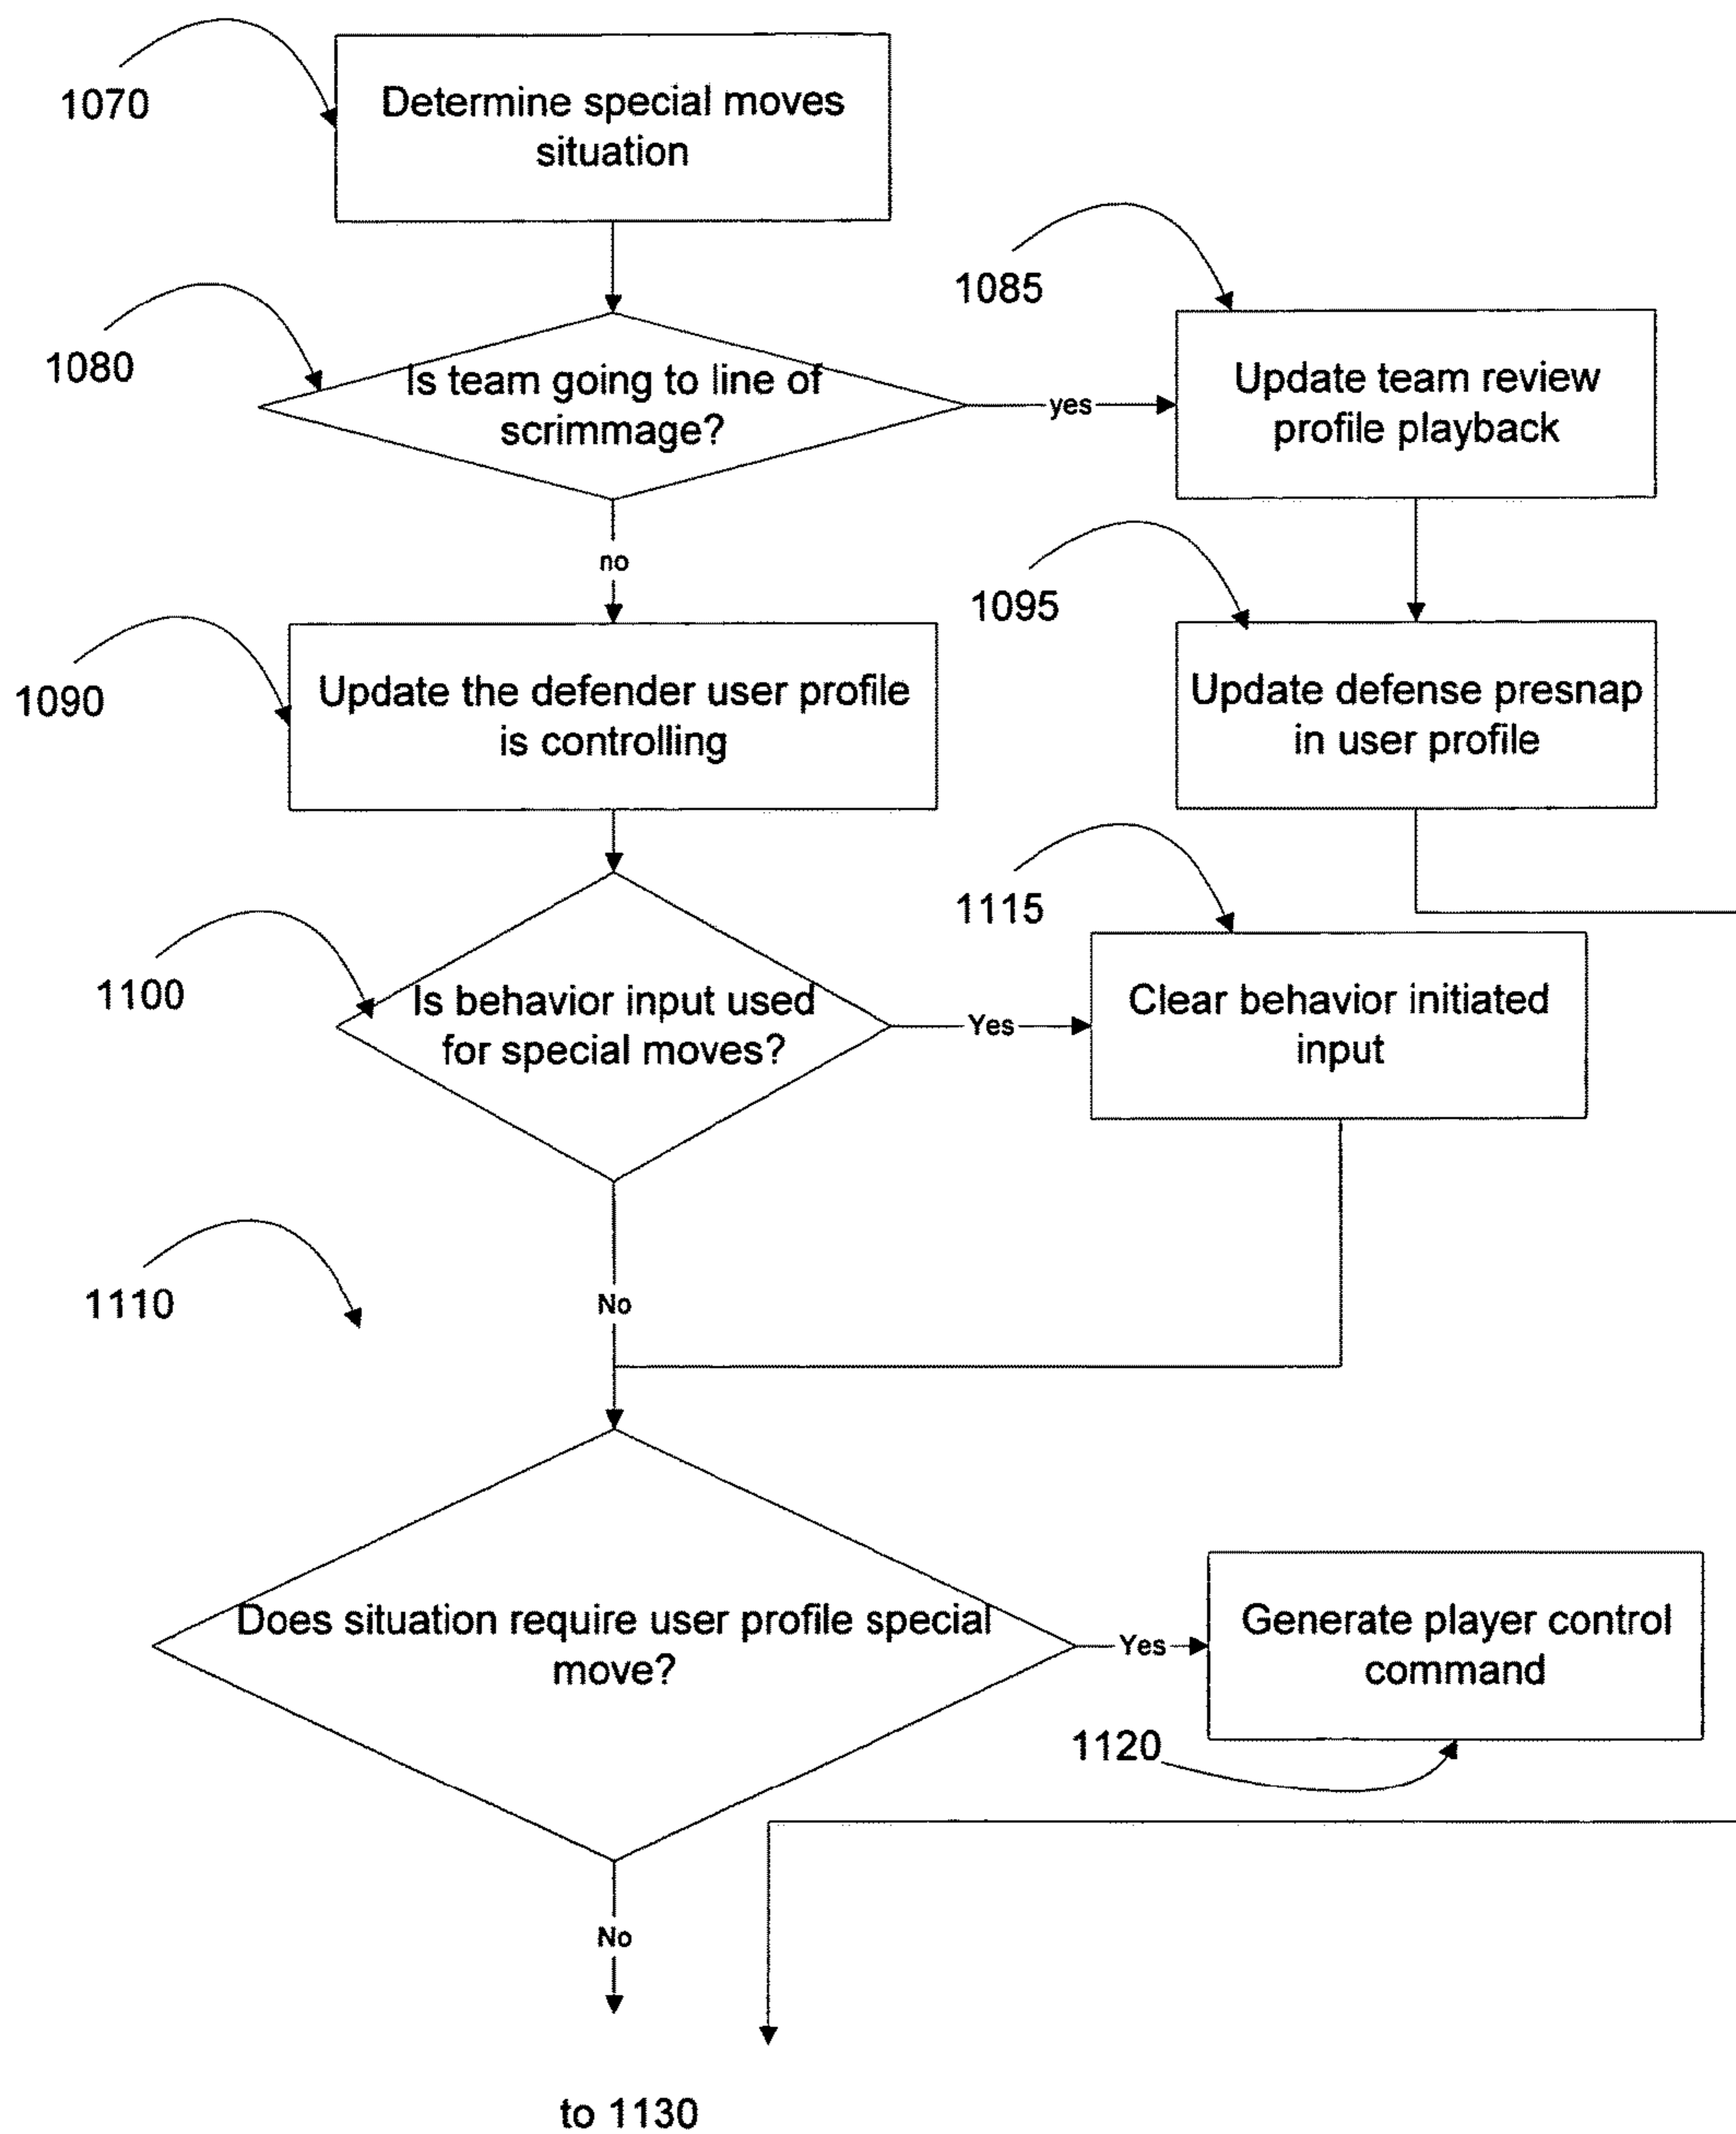 1070
Determine special moves
situation
1080
Is team going to line of
scrimmage?
yes
1085
Update team review
profile playback
no
1090
Update the defender user profile
is controlling
1095
Update defense presnap
in user profile
1100
Is behavior input used
for special moves?
Yes
1115
Clear behavior initiated
input
1110
No
Does situation require user profile special
move?
Yes
Generate player control
command
1120
No
to 1130